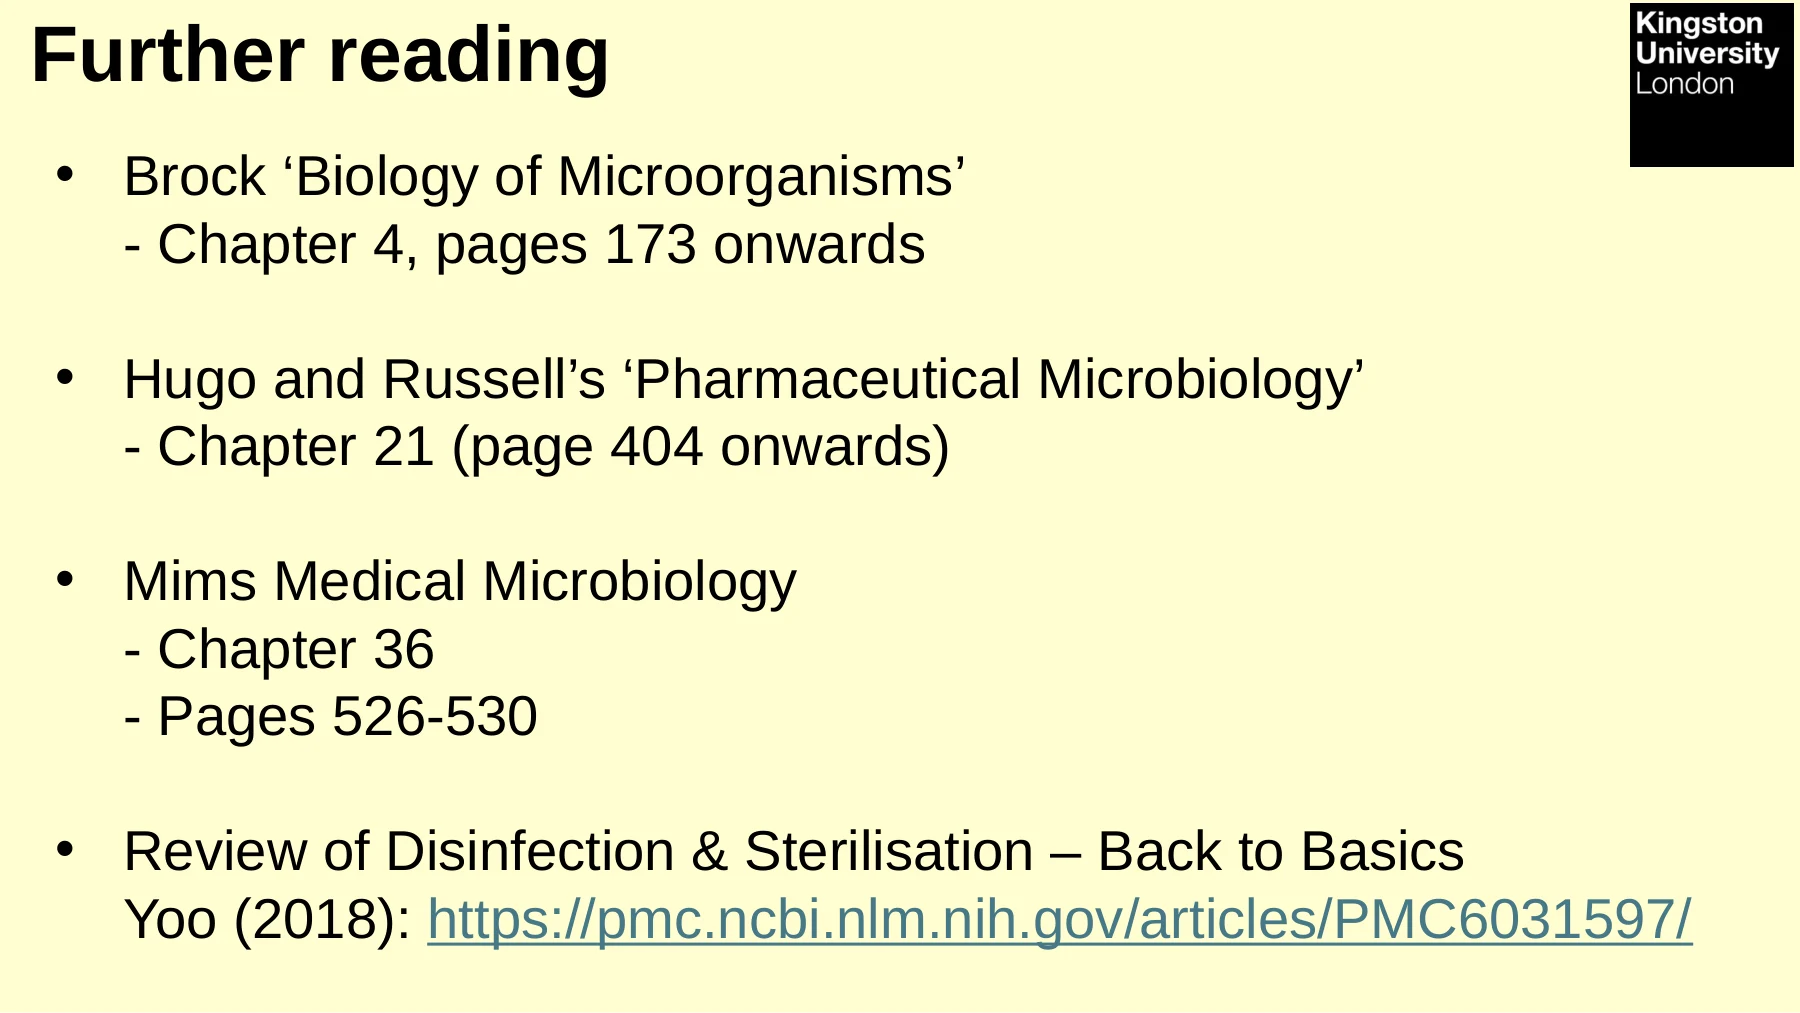 Further reading
Kingston
University
London
• Brock ‘Biology of Microorganisms’
- Chapter 4, pages 173 onwards
• Hugo and Russell’s ‘Pharmaceutical Microbiology’
- Chapter 21 (page 404 onwards)
• Mims Medical Microbiology
- Chapter 36
- Pages 526-530
• Review of Disinfection & Sterilisation – Back to Basics
Yoo (2018): https://pmc.ncbi.nlm.nih.gov/articles/PMC6031597/